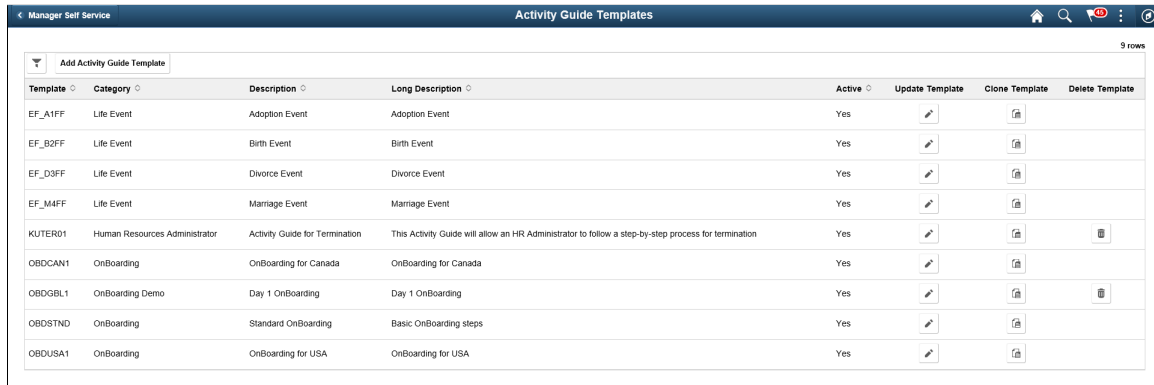 Manager Self Service Activity Guide Templates 45
9 rows
Add Activity Guide Template
Template Category Description Long Description Active Update Template Clone Template Delete Template
EF_A1FF Life Event Adoption Event Adoption Event Yes
EF_B2FF Life Event Birth Event Birth Event Yes
EF_D3FF Life Event Divorce Event Divorce Event Yes
EF_M4FF Life Event Marriage Event Marriage Event Yes
KUTER01 Human Resources Administrator Activity Guide for Termination This Activity Guide will allow an HR Administrator to follow a step-by-step process for termination Yes
OBDCAN1 OnBoarding OnBoarding for Canada OnBoarding for Canada Yes
OBDGBL1 OnBoarding Demo Day 1 OnBoarding Day 1 OnBoarding Yes
OBDSTND OnBoarding Standard OnBoarding Basic OnBoarding steps Yes
OBDUSA1 OnBoarding OnBoarding for USA OnBoarding for USA Yes